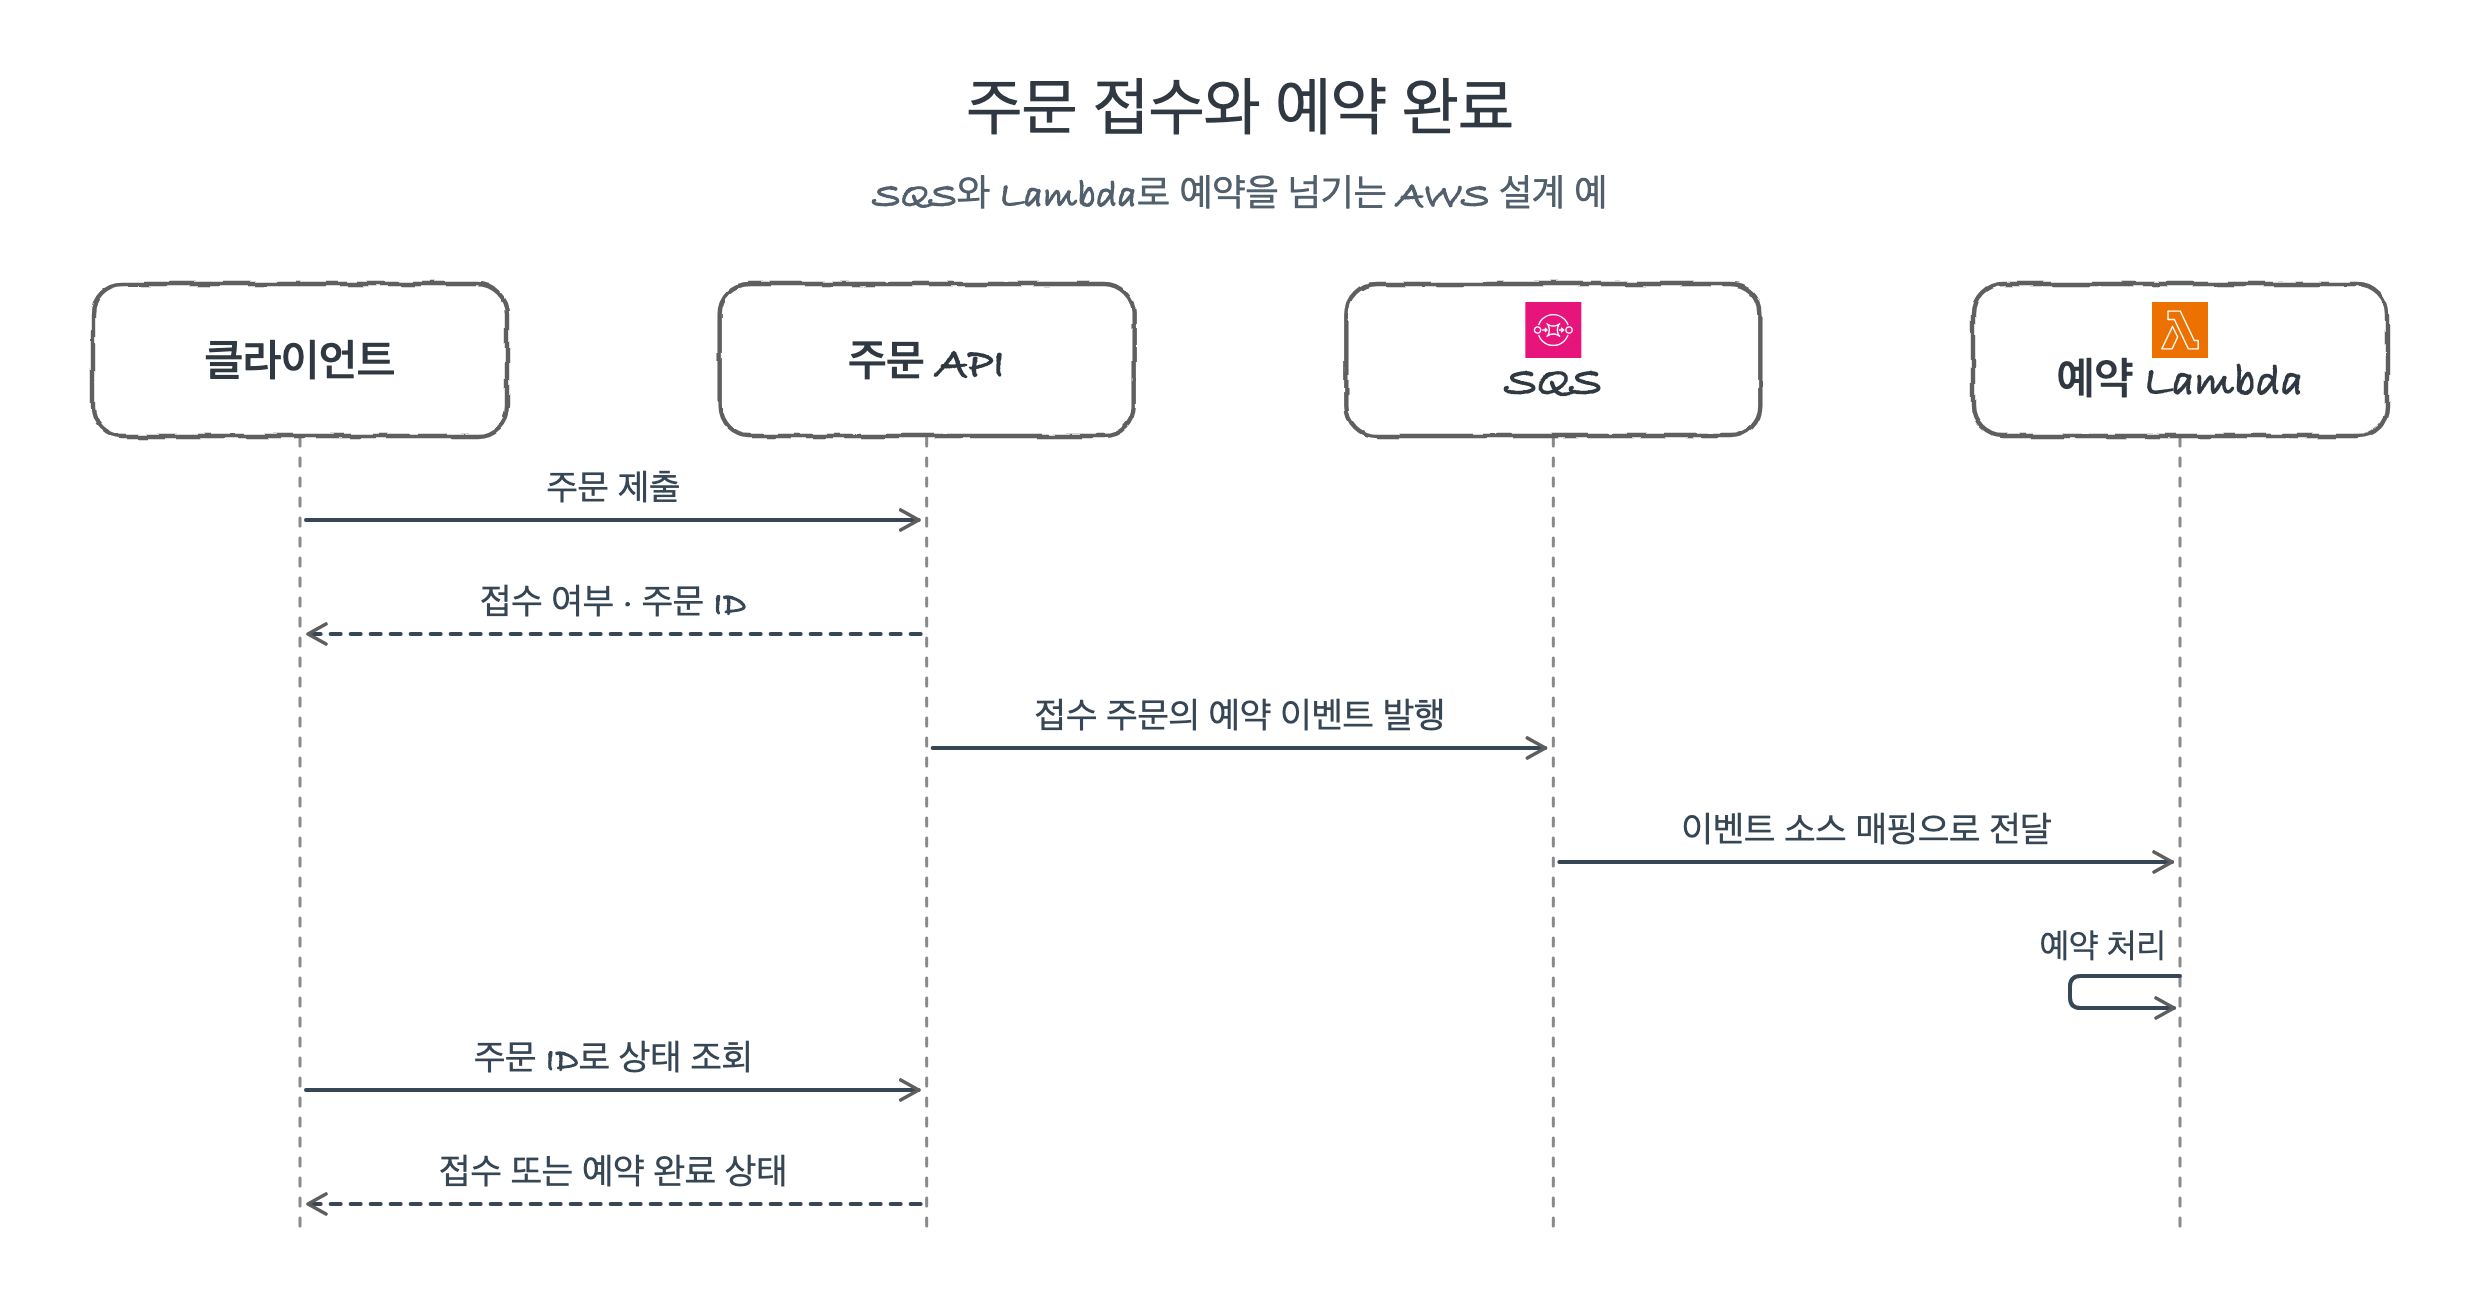 주문 접수와 예약 완료
SQS와 Lambda로 예약을 넘기는 AWS 설계 예
클라이언트
주문 API
SQS
예약 Lambda
주문 제출
접수 여부 · 주문 ID
접수 주문의 예약 이벤트 발행
이벤트 소스 매핑으로 전달
예약 처리
주문 ID로 상태 조회
접수 또는 예약 완료 상태